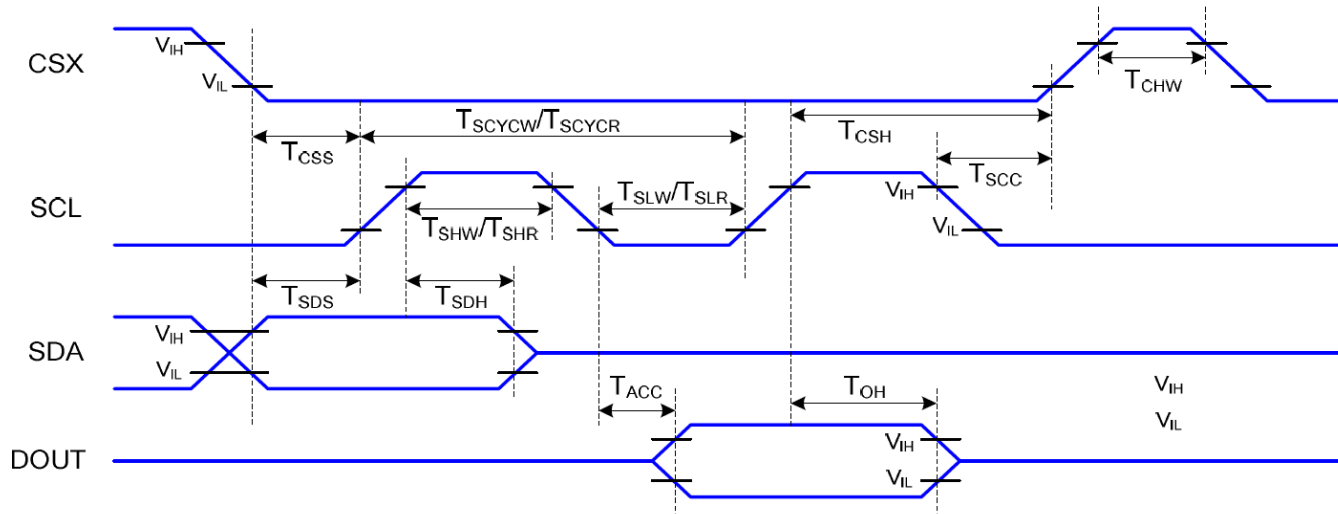 CSX
VIH
VIL
TCHW
TSCYCW/TSCYCR
TCSS
TCSH
TSCC
SCL
TSHW/TSHR
TSLW/TSLR
VIH
VIL
TSDS
TSDH
SDA
VIH
VIL
TACC
TOH
VIH
VIL
DOUT
VIH
VIL